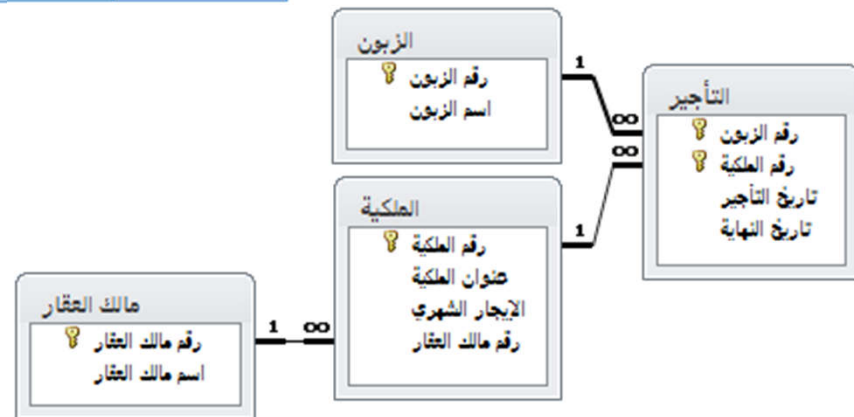 الزبون
رقم الزبون
اسم الزبون
1
∞
التأجير
رقم الزبون
رقم الملكية
تاريخ التأجير
تاريخ النهاية
∞
1
الملكية
رقم الملكية
عنوان الملكية
الإيجار الشهري
رقم مالك العقار
مالك العقار
رقم مالك العقار
اسم مالك العقار
1
∞